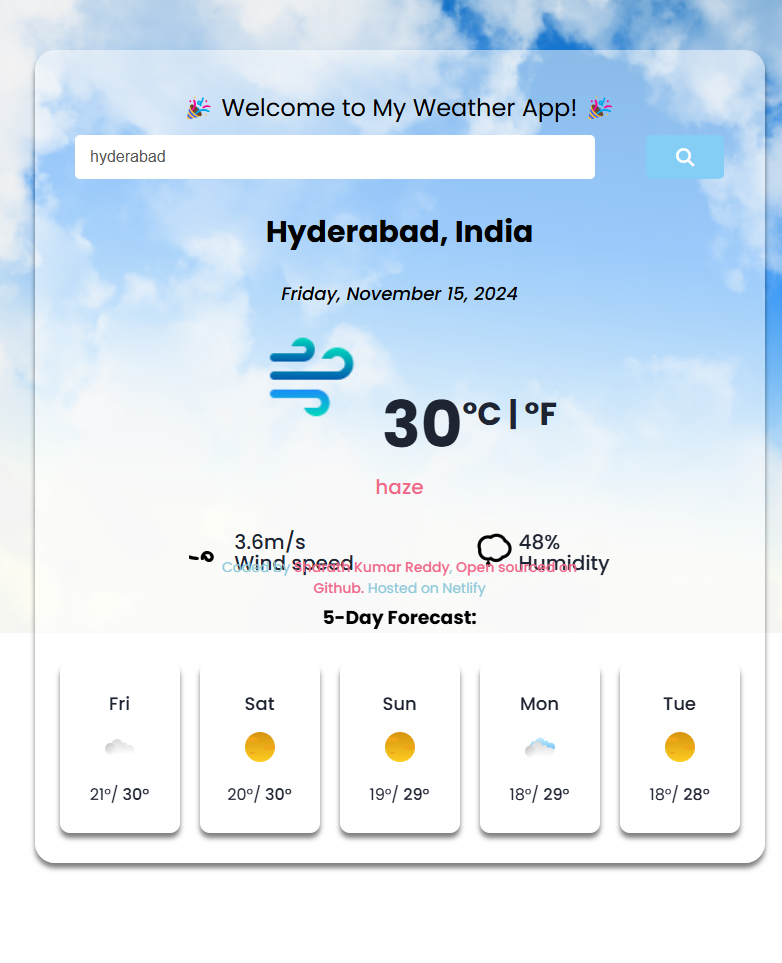 🎉 Welcome to My Weather App! 🎉
hyderabad
Hyderabad, India
Friday, November 15, 2024
30°C | °F
haze
3.6m/s
Wind speed
48%
Humidity
Coded by Sharath Kumar Reddy, Open sourced on
Github. Hosted on Netlify
5-Day Forecast:
Fri
21°/ 30°
Sat
20°/ 30°
Sun
19°/ 29°
Mon
18°/ 29°
Tue
18°/ 28°